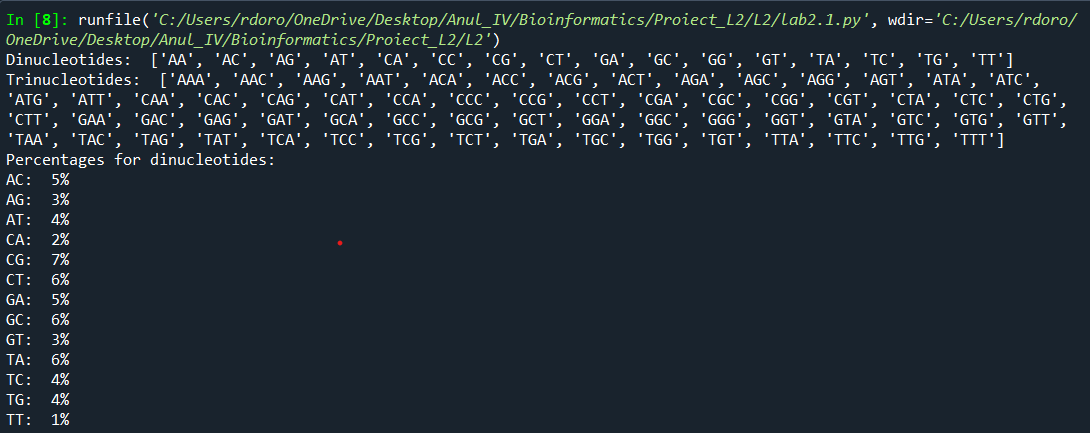 In [8]: runfile('C:/Users/rdoro/OneDrive/Desktop/Anul_IV/Bioinformatics/Proiect_L2/L2/lab2.1.py', wdir='C:/Users/rdoro/
OneDrive/Desktop/Anul_IV/Bioinformatics/Proiect_L2/L2')
Dinucleotides:  ['AA', 'AC', 'AG', 'AT', 'CA', 'CC', 'CG', 'CT', 'GA', 'GC', 'GG', 'GT', 'TA', 'TC', 'TG', 'TT']
Trinucleotides:  ['AAA', 'AAC', 'AAG', 'AAT', 'ACA', 'ACC', 'ACG', 'ACT', 'AGA', 'AGC', 'AGG', 'AGT', 'ATA', 'ATC',
'ATG', 'ATT', 'CAA', 'CAC', 'CAG', 'CAT', 'CCA', 'CCC', 'CCG', 'CCT', 'CGA', 'CGC', 'CGG', 'CGT', 'CTA', 'CTC', 'CTG',
'CTT', 'GAA', 'GAC', 'GAG', 'GAT', 'GCA', 'GCC', 'GCG', 'GCT', 'GGA', 'GGC', 'GGG', 'GGT', 'GTA', 'GTC', 'GTG', 'GTT',
'TAA', 'TAC', 'TAG', 'TAT', 'TCA', 'TCC', 'TCG', 'TCT', 'TGA', 'TGC', 'TGG', 'TGT', 'TTA', 'TTC', 'TTG', 'TTT']
Percentages for dinucleotides:
AC:  5%
AG:  3%
AT:  4%
CA:  2%
CG:  7%
CT:  6%
GA:  5%
GC:  6%
GT:  3%
TA:  6%
TC:  4%
TG:  4%
TT:  1%